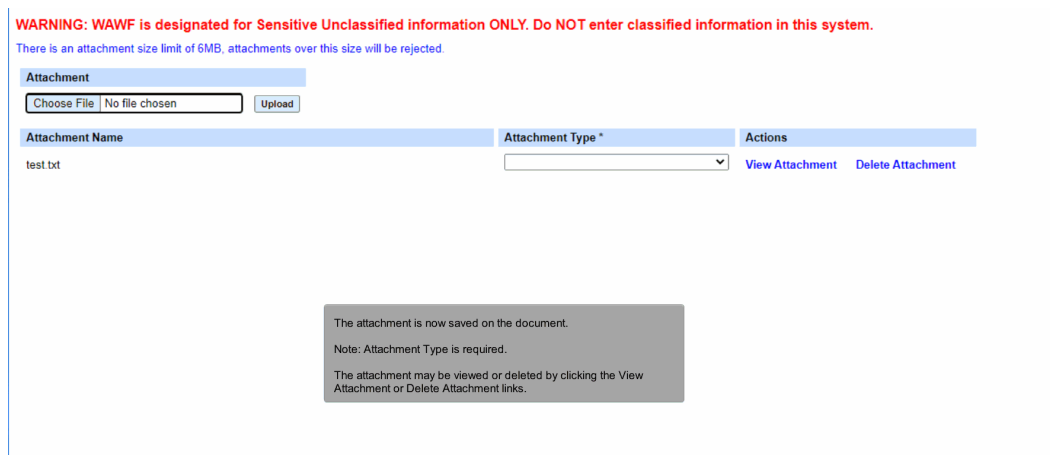 WARNING: WAWF is designated for Sensitive Unclassified information ONLY. Do NOT enter classified information in this system.
There is an attachment size limit of 6MB, attachments over this size will be rejected.
Attachment
Choose File No file chosen Upload
Attachment Name Attachment Type * Actions
test.txt View Attachment Delete Attachment
The attachment is now saved on the document.
Note: Attachment Type is required.
The attachment may be viewed or deleted by clicking the View
Attachment or Delete Attachment links.